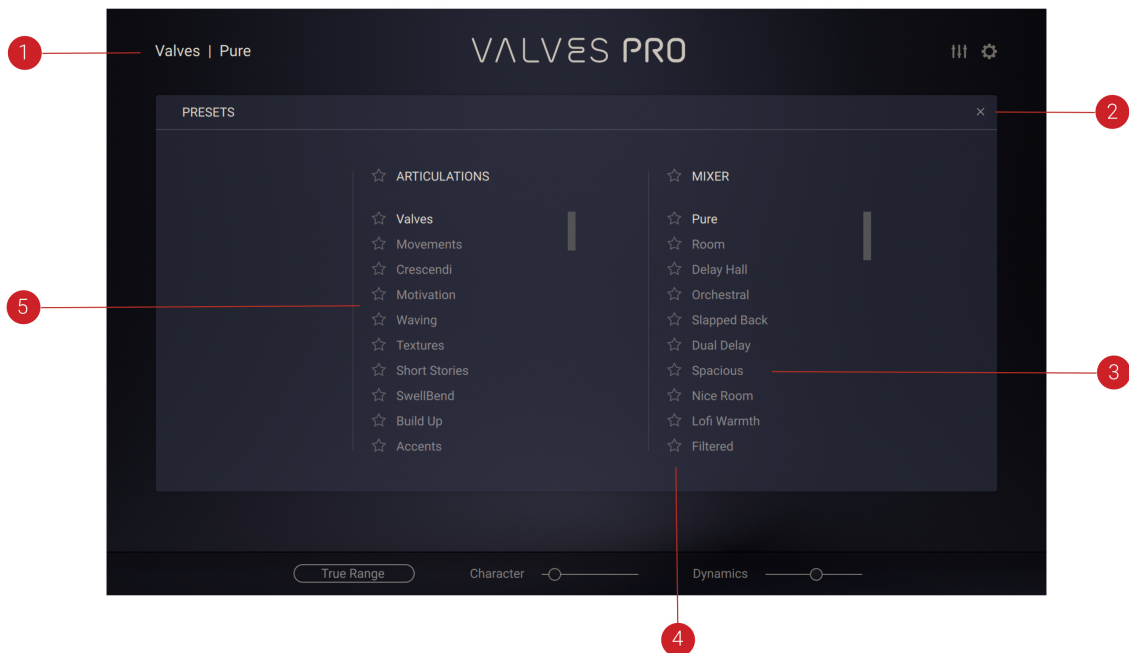 1
Valves | Pure
VALVES PRO
PRESETS
×
2
ARTICULATIONS
Valves
Movements
Crescendi
Motivation
Waving
Textures
Short Stories
SwellBend
Build Up
Accents
5
MIXER
Pure
Room
Delay Hall
Orchestral
Slapped Back
Dual Delay
Spacious
Nice Room
Lofi Warmth
Filtered
3
True Range
Character
Dynamics
4